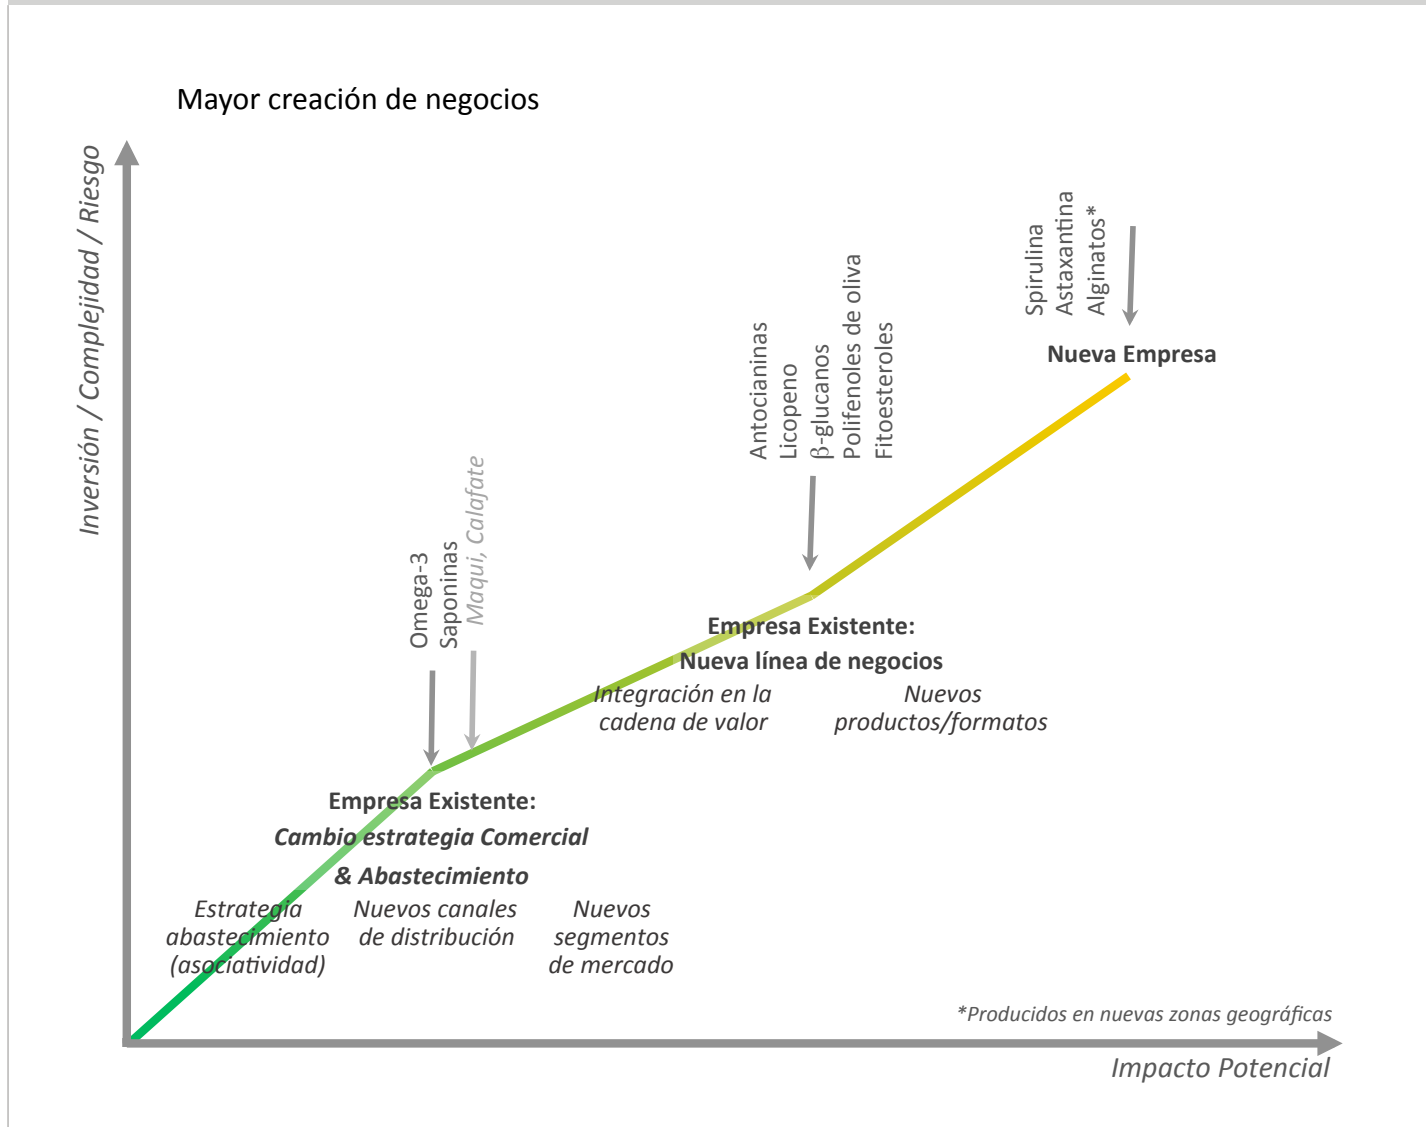 Mayor creación de negocios
Inversión / Complejidad / Riesgo
Omega-3
Saponinas
Maqui, Calafate
Antocianinas
Licopeno
β-glucanos
Polifenoles de oliva
Fitoesteroles
Spirulina
Astaxantina
Alginatos*
Nueva Empresa
Empresa Existente:
Nueva línea de negocios
Integración en la
cadena de valor
Nuevos
productos/formatos
Empresa Existente:
Cambio estrategia Comercial
& Abastecimiento
Estrategia
abastecimiento
(asociatividad)
Nuevos canales
de distribución
Nuevos
segmentos
de mercado
*Producidos en nuevas zonas geográficas
Impacto Potencial